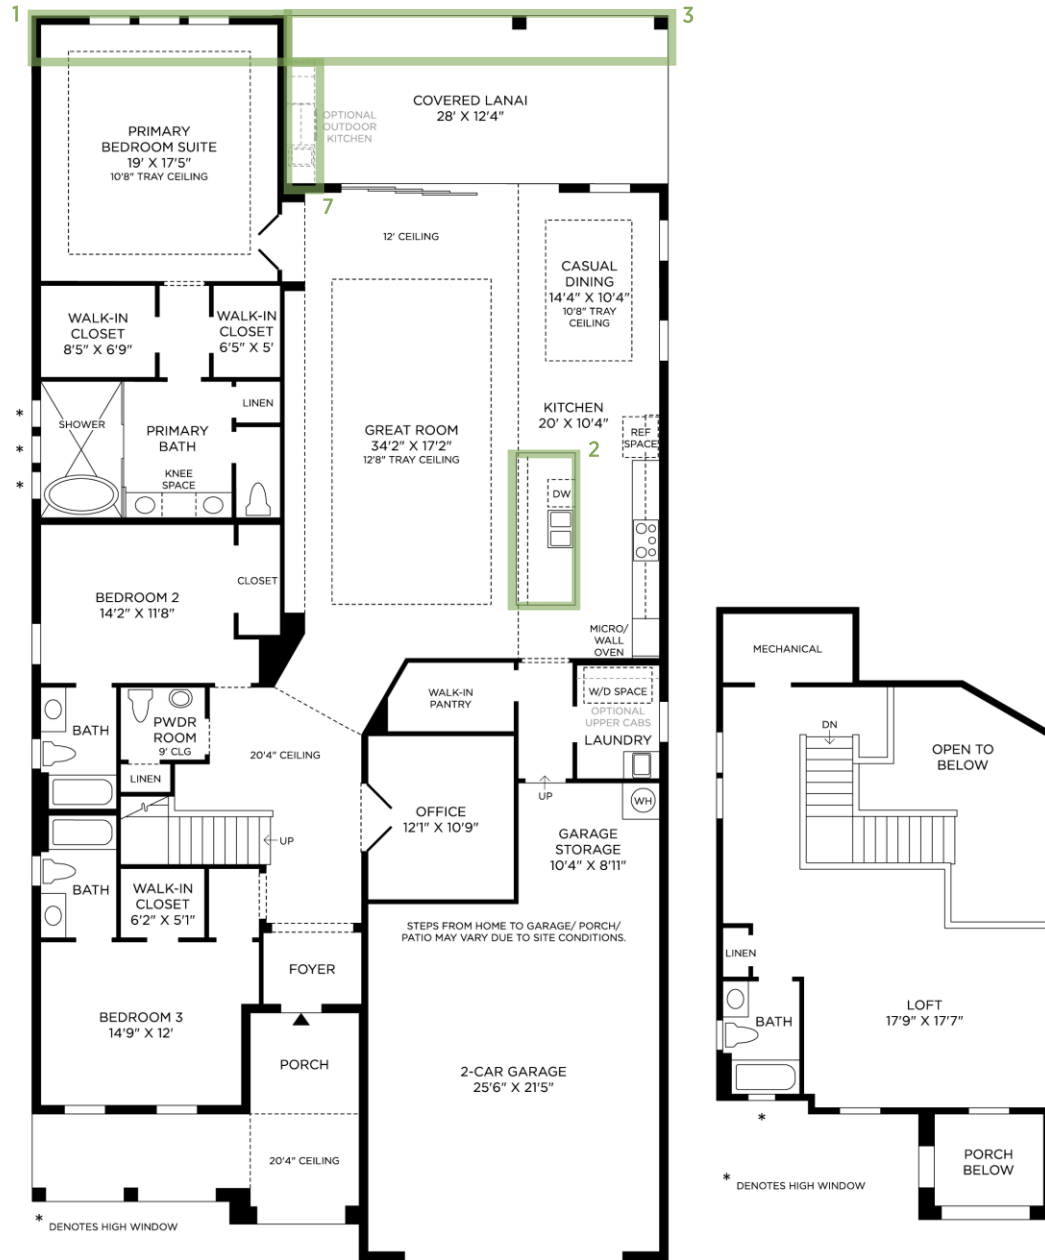 1
3
COVERED LANAI
28' X 12'4"
OPTIONAL
OUTDOOR
KITCHEN
PRIMARY
BEDROOM SUITE
19' X 17'5"
10'8" TRAY CEILING
7
12' CEILING
CASUAL
DINING
14'4" X 10'4"
10'8" TRAY
CEILING
WALK-IN
CLOSET
8'5" X 6'9"
WALK-IN
CLOSET
6'5" X 5'
LINEN
*
*
*
SHOWER
PRIMARY
BATH
KNEE
SPACE
GREAT ROOM
34'2" X 17'2"
12'8" TRAY CEILING
KITCHEN
20' X 10'4"
REF
SPACE
2
DW
CLOSET
BEDROOM 2
14'2" X 11'8"
MICRO/
WALL
OVEN
WALK-IN
PANTRY
W/D SPACE
OPTIONAL
UPPER CABS
LAUNDRY
BATH
PWDR
ROOM
9' CLG
LINEN
20'4" CEILING
UP
UP
WH
OFFICE
12'1" X 10'9"
GARAGE
STORAGE
10'4" X 8'11"
BATH
WALK-IN
CLOSET
6'2" X 5'1"
STEPS FROM HOME TO GARAGE/ PORCH/
PATIO MAY VARY DUE TO SITE CONDITIONS.
FOYER
BEDROOM 3
14'9" X 12'
PORCH
2-CAR GARAGE
25'6" X 21'5"
20'4" CEILING
* DENOTES HIGH WINDOW
MECHANICAL
DN
OPEN TO
BELOW
LINEN
BATH
LOFT
17'9" X 17'7"
*
PORCH
BELOW
* DENOTES HIGH WINDOW